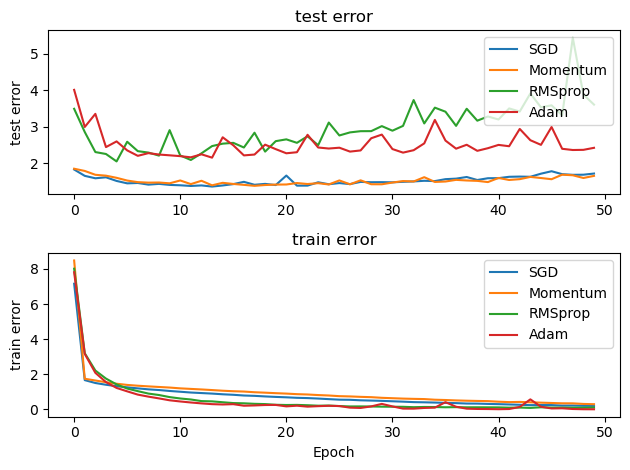 test error
test error
5
4
3
2
0
10
20
30
40
50
SGD
Momentum
RMSprop
Adam
train error
train error
8
6
4
2
0
0
10
20
30
40
50
Epoch
SGD
Momentum
RMSprop
Adam